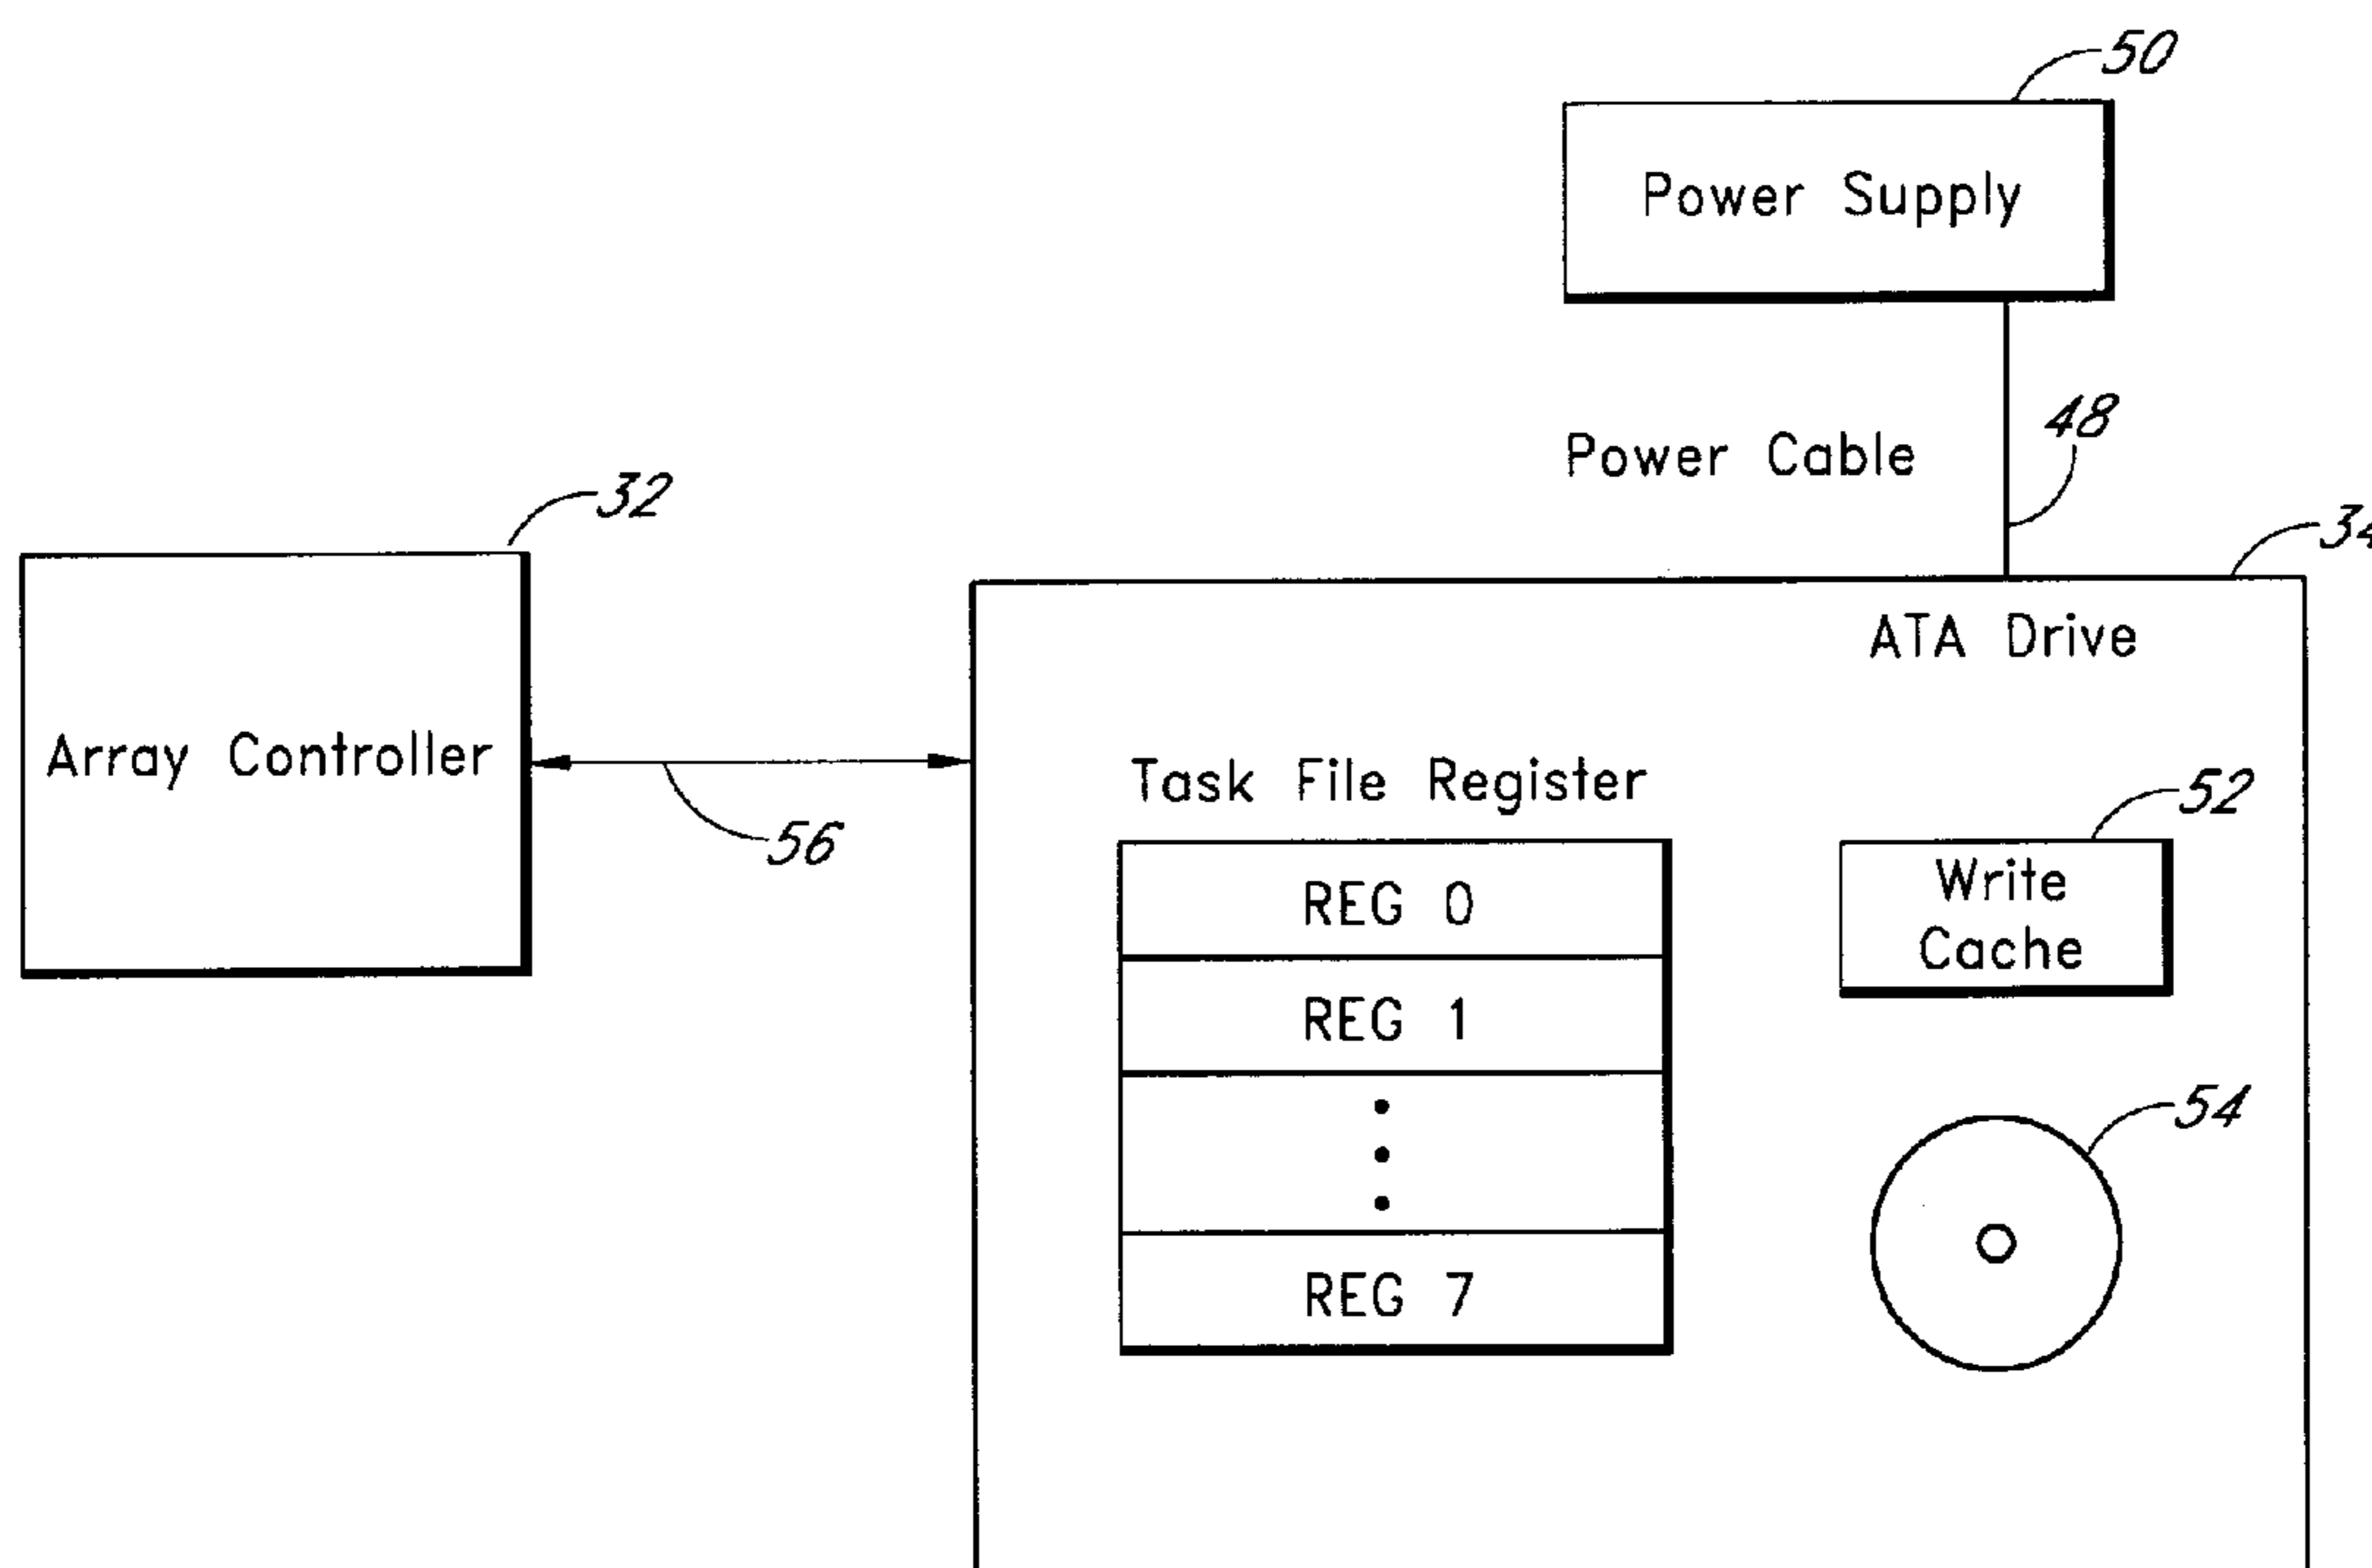 50
Power Supply
48
Power Cable
32
34
ATA Drive
Array Controller
56
Task File Register
52
REG 0
Write
Cache
REG 1
54
REG 7